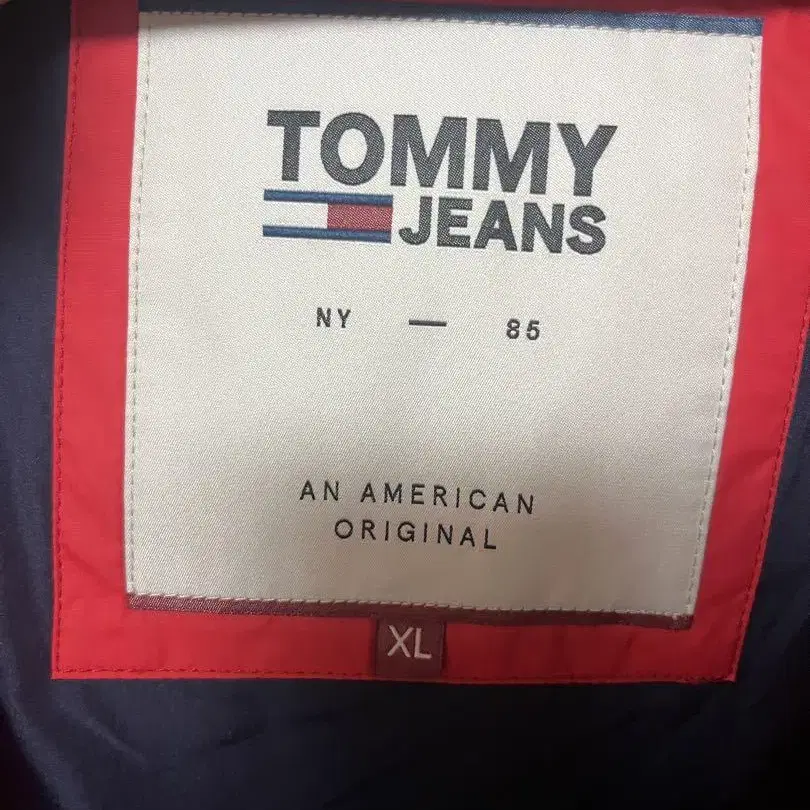 TOMMY
JEANS
NY — 85
AN AMERICAN
ORIGINAL
XL